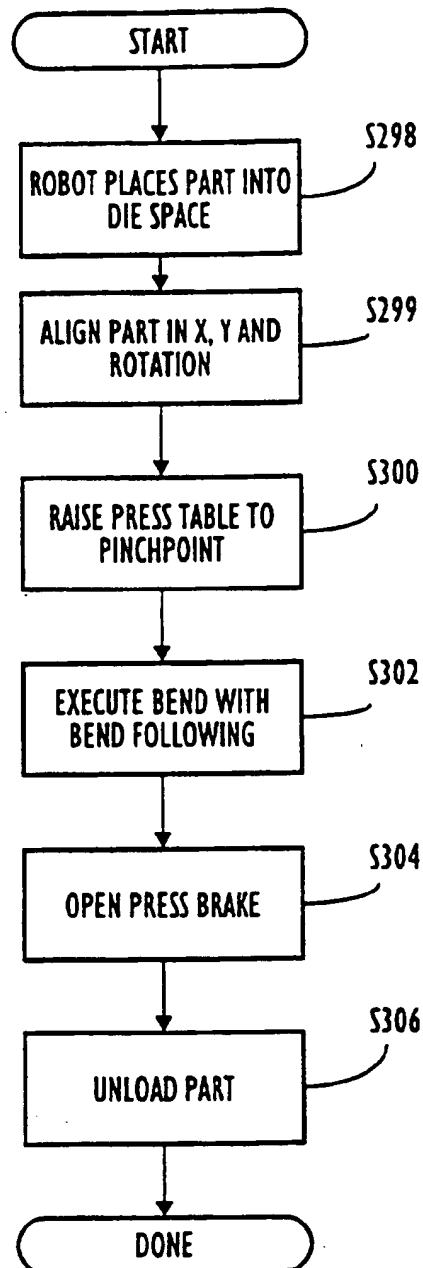 START
S298
ROBOT PLACES PART INTO
DIE SPACE
S299
ALIGN PART IN X, Y AND
ROTATION
S300
RAISE PRESS TABLE TO
PINCHPOINT
S302
EXECUTE BEND WITH
BEND FOLLOWING
S304
OPEN PRESS BRAKE
S306
UNLOAD PART
DONE